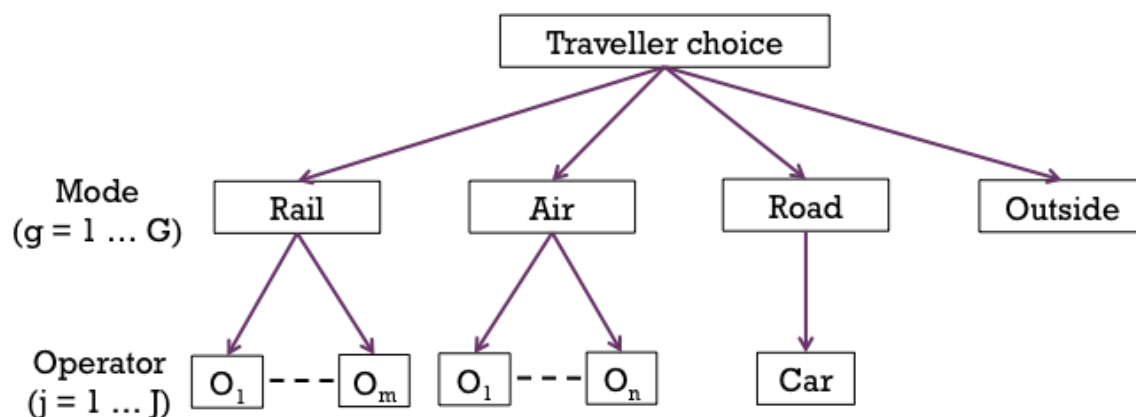 Traveller choice
Mode
(g = 1 ... G)
Rail
Air
Road
Outside
Operator
(j = 1 ... J)
O₁
Oₘ
O₁
Oₙ
Car